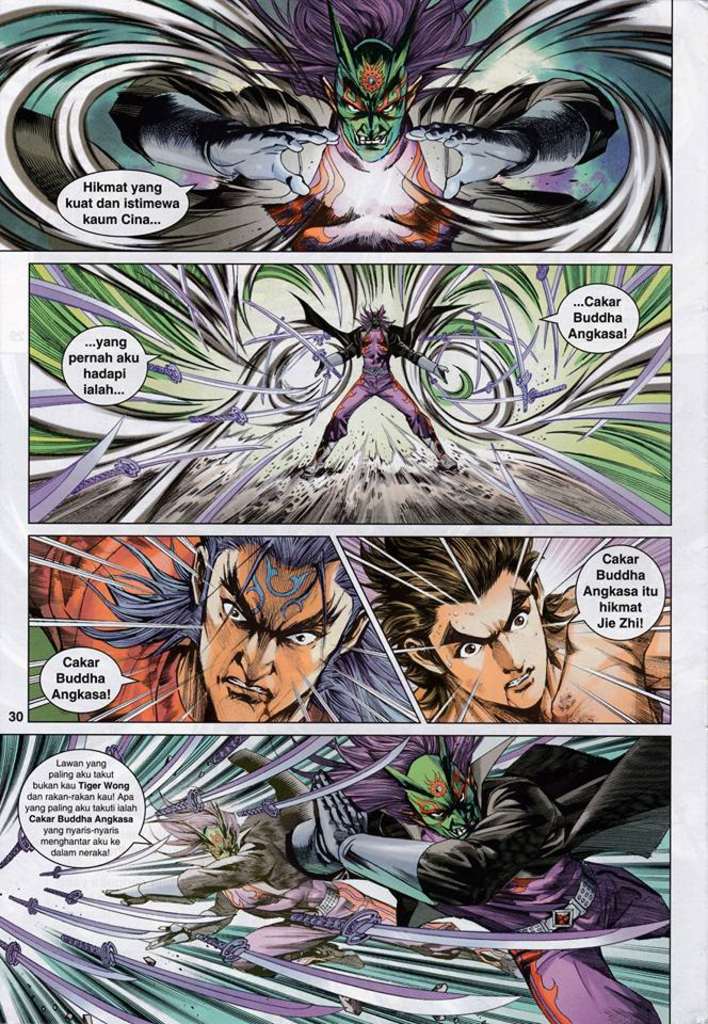 Hikmat yang
kuat dan istimewa
kaum Cina...
...yang
pernah aku
hadapi
ialah...
...Cakar
Buddha
Angkasa!
Cakar
Buddha
Angkasa!
Cakar
Buddha
Angkasa itu
hikmat
Jie Zhi!
30
Lawan yang
paling aku takut
bukan kau Tiger Wong
dan rakan-rakan kau! Apa
yang paling aku takuti ialah
Cakar Buddha Angkasa
yang nyaris-nyaris
menghantar aku ke
dalam neraka!